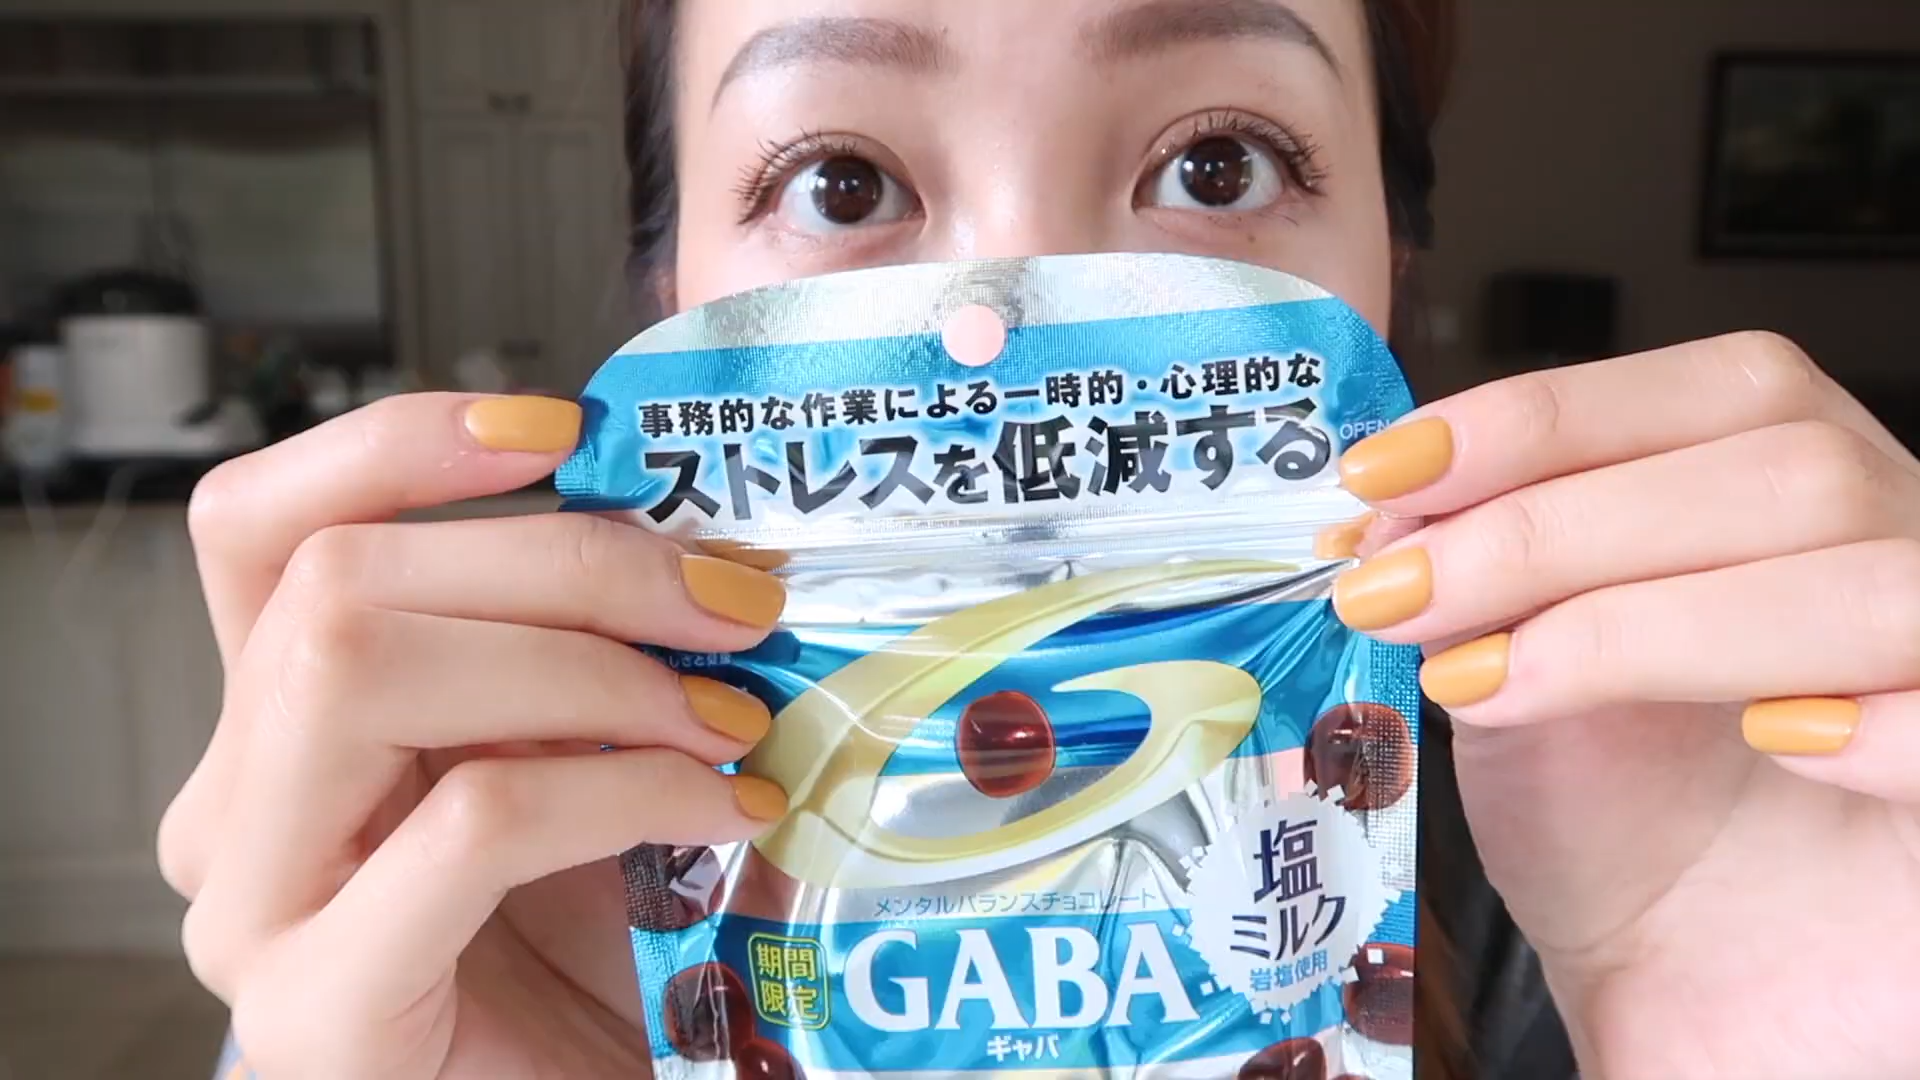 事務的な作業による一時的・心理的な
ストレスを低減する
OPEN
メンタルバランスチョコレート
GABA
ギャバ
期間
限定
塩
ミルク
岩塩使用